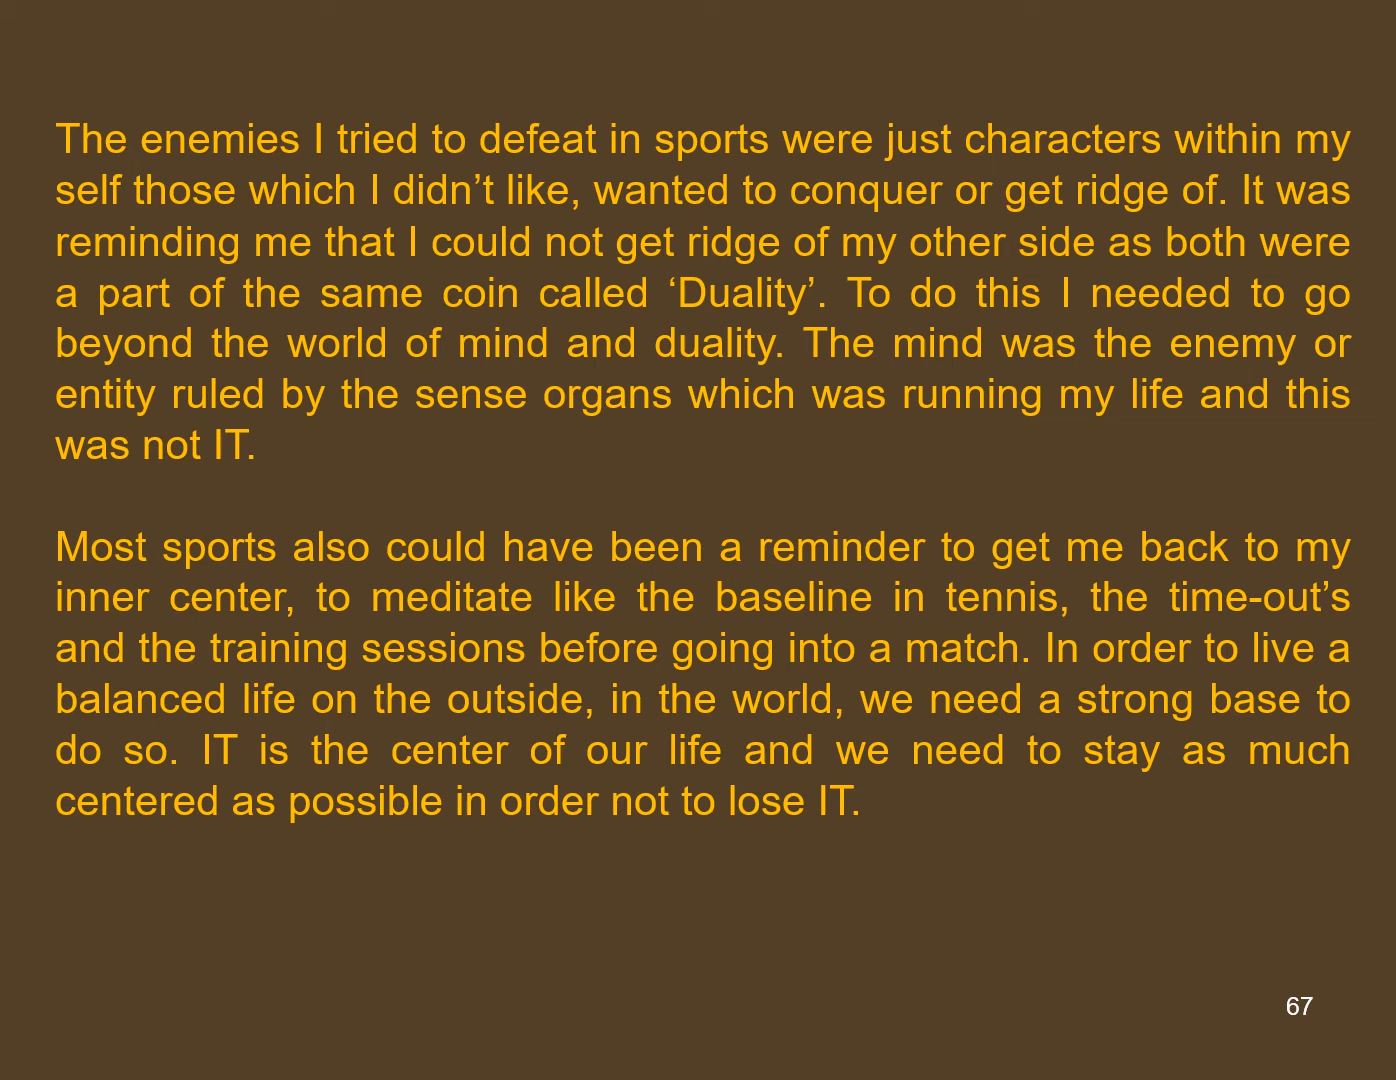 The enemies I tried to defeat in sports were just characters within my
self those which I didn’t like, wanted to conquer or get ridge of. It was
reminding me that I could not get ridge of my other side as both were
a part of the same coin called ‘Duality’. To do this I needed to go
beyond the world of mind and duality. The mind was the enemy or
entity ruled by the sense organs which was running my life and this
was not IT.
Most sports also could have been a reminder to get me back to my
inner center, to meditate like the baseline in tennis, the time-out’s
and the training sessions before going into a match. In order to live a
balanced life on the outside, in the world, we need a strong base to
do so. IT is the center of our life and we need to stay as much
centered as possible in order not to lose IT.
67